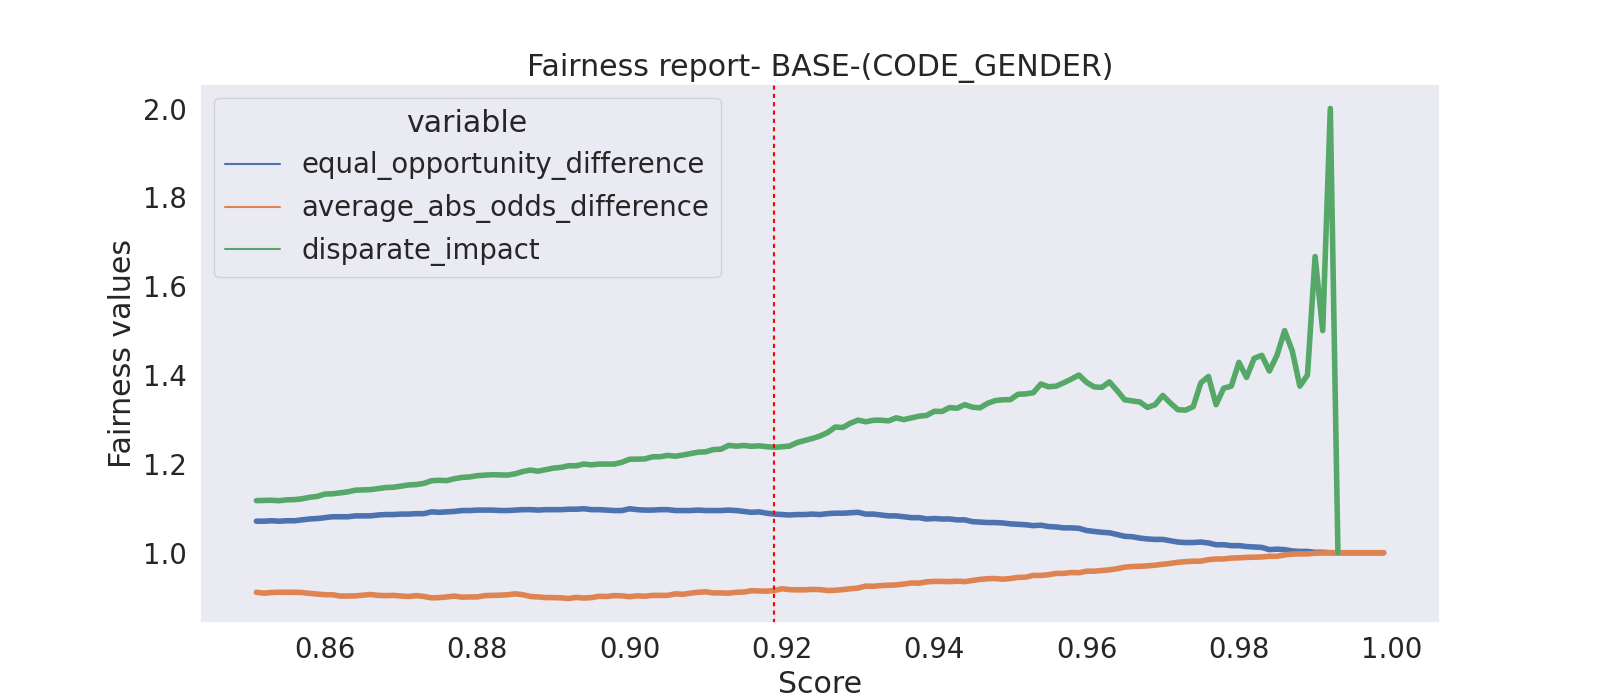 Fairness report- BASE-(CODE_GENDER)
variable
equal_opportunity_difference
average_abs_odds_difference
disparate_impact
Fairness values
2.0
1.8
1.6
1.4
1.2
1.0
0.86 0.88 0.90 0.92 0.94 0.96 0.98 1.00
Score